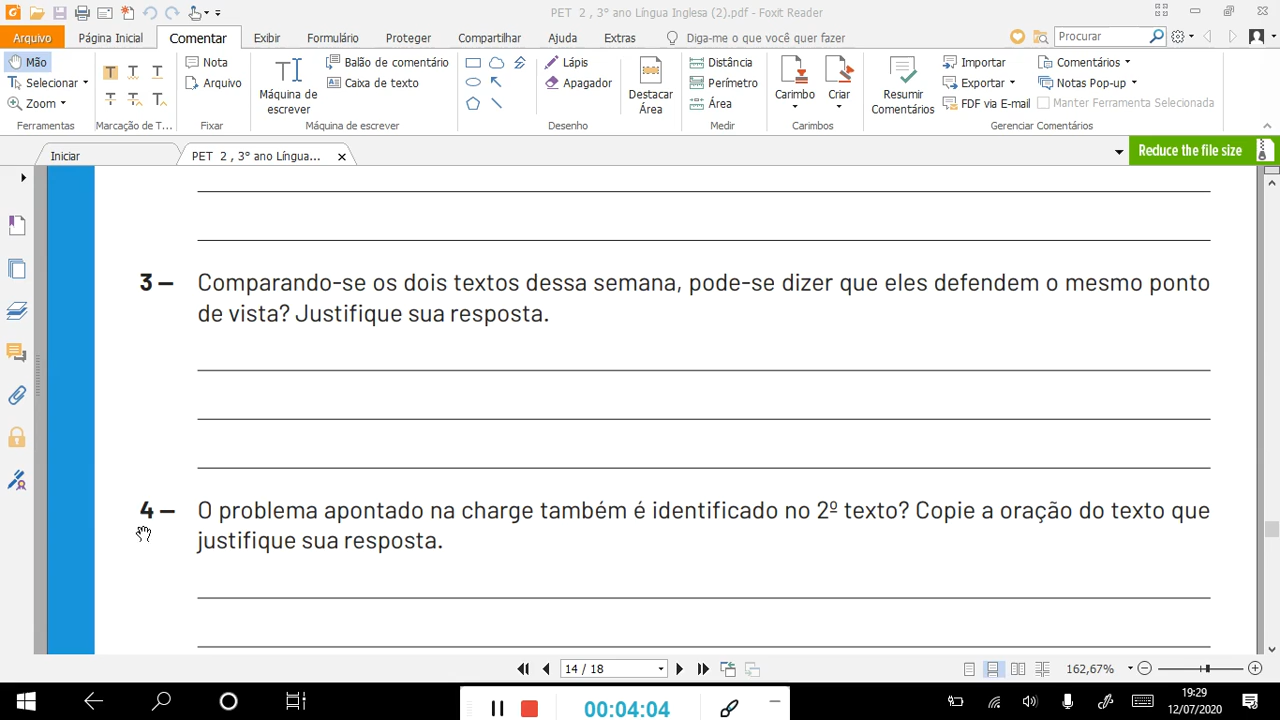 PET 2 , 3° ano Língua Inglesa (2).pdf - Foxit Reader
Arquivo Página Inicial Comentar Exibir Formulário Proteger Compartilhar Ajuda Extras Diga-me o que você quer fazer Procurar
Mão Nota Balão de comentário Lápis Distância Importar Comentários
Selecionar Arquivo Caixa de texto Apagador Perímetro Exportar Notas Pop-up
Zoom Máquina de escrever Destacar Área Área Carimbo Criar Resumir Comentários FDF via E-mail Manter Ferramenta Selecionada
Ferramentas Marcação de T... Fixar Máquina de escrever Desenho Medir Carimbos Gerenciar Comentários
Iniciar PET 2 , 3° ano Língua... Reduce the file size
3 – Comparando-se os dois textos dessa semana, pode-se dizer que eles defendem o mesmo ponto
de vista? Justifique sua resposta.
4 – O problema apontado na charge também é identificado no 2º texto? Copie a oração do texto que
justifique sua resposta.
14 / 18 162,67%
00:04:04
19:29
12/07/2020